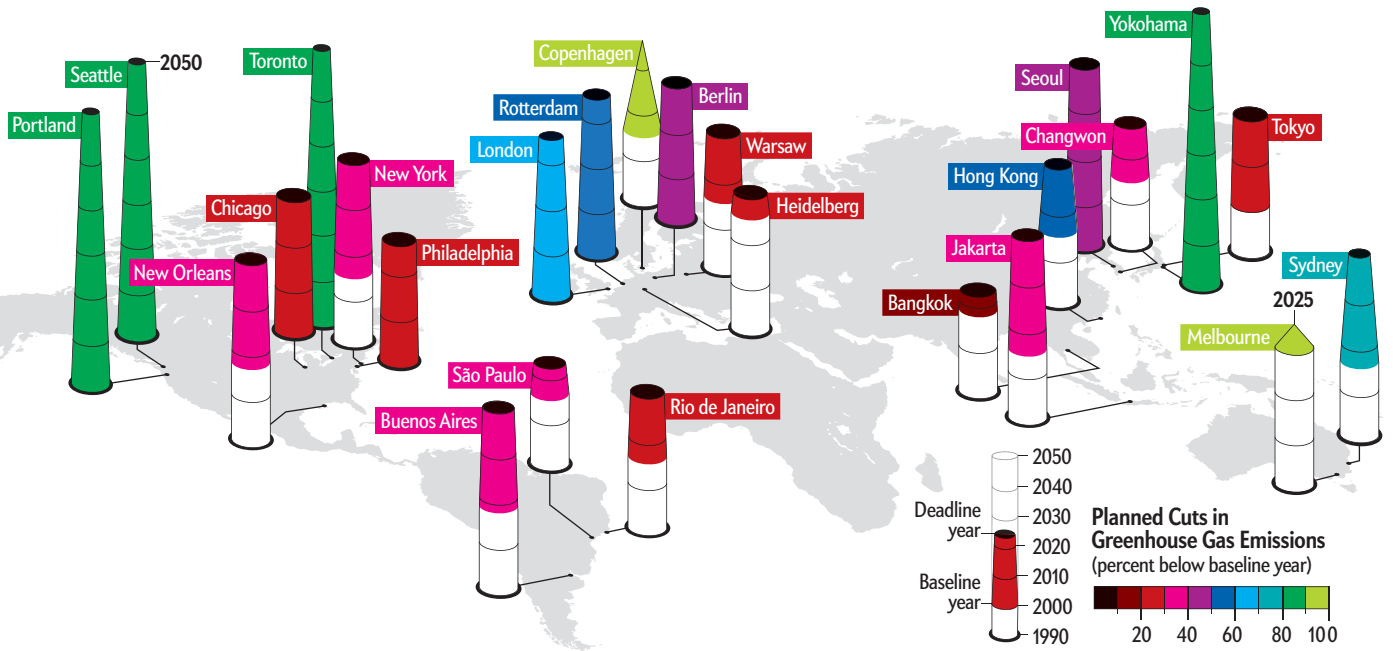 Yokohama
Toronto
Copenhagen
2050
Seattle
Seoul
Berlin
Rotterdam
Portland
Tokyo
Changwon
Warsaw
London
New York
Hong Kong
Chicago
Heidelberg
Jakarta
Philadelphia
New Orleans
Sydney
Bangkok
2025
Melbourne
São Paulo
Rio de Janeiro
Buenos Aires
2050
2040
2030
2020
2010
2000
1990
Deadline
year
Baseline
year
Planned Cuts in
Greenhouse Gas Emissions
(percent below baseline year)
20 40 60 80 100